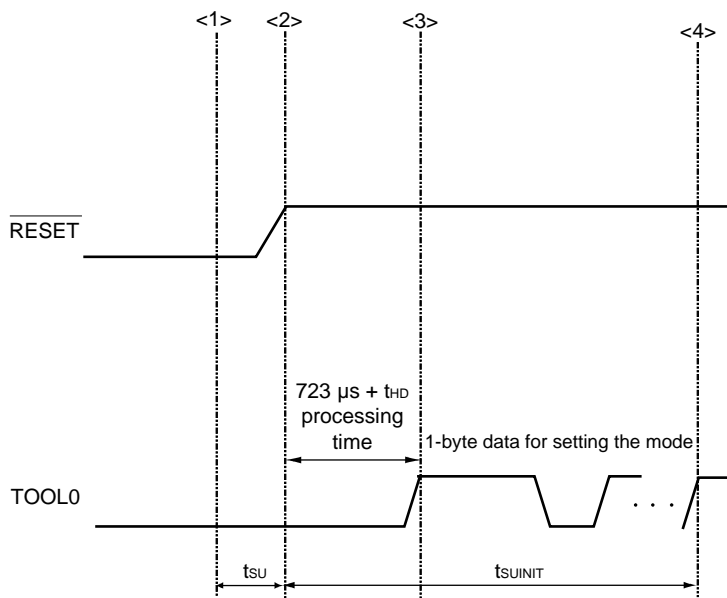 <1> <2> <3> <4>
RESET
723 µs + tHD
processing
time
1-byte data for setting the mode
TOOL0
. . .
tSU
tSUINIT